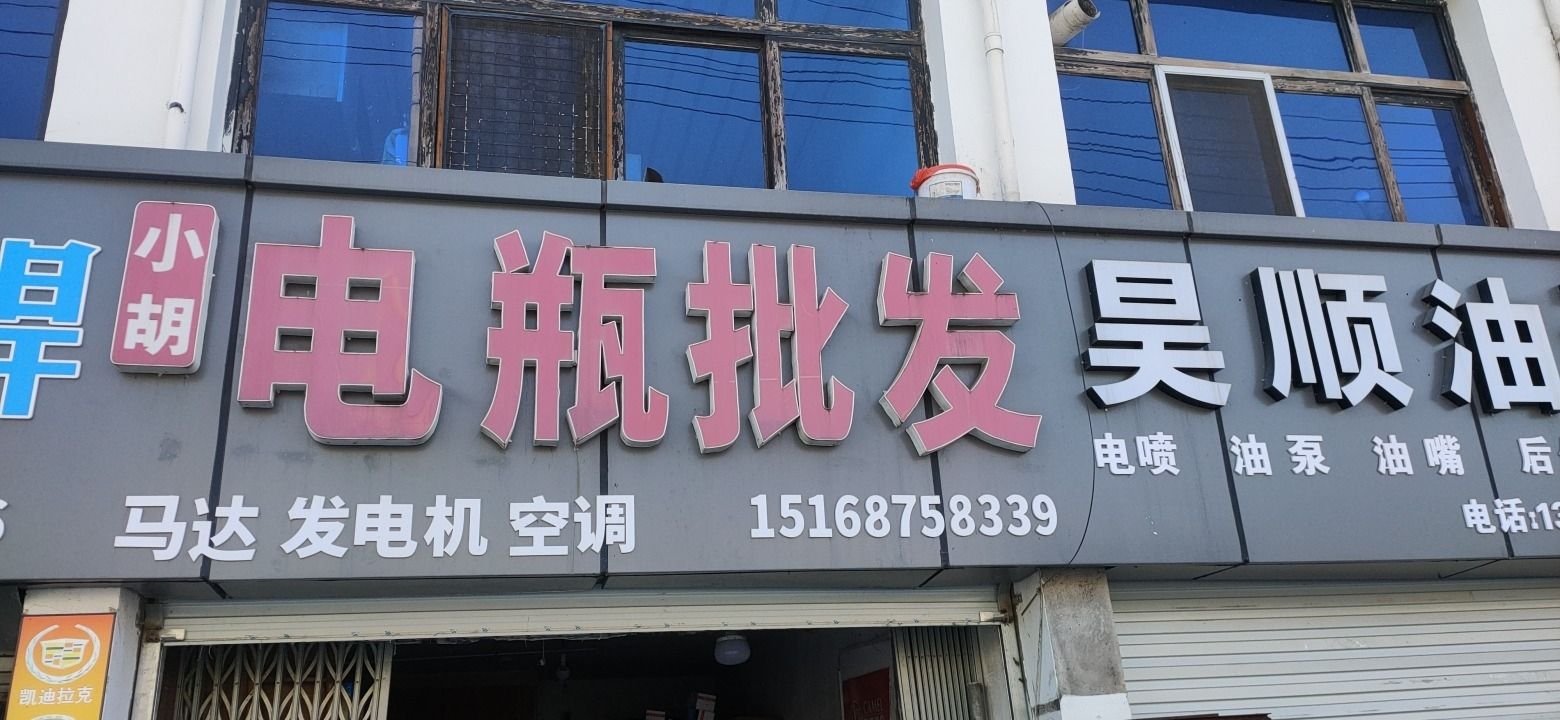 小胡
电瓶批发
马达 发电机 空调 15168758339
昊顺油
电喷 油泵 油嘴 后
电话:13
凯迪拉克